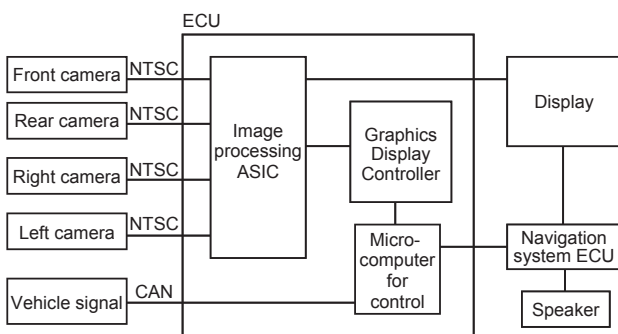 ECU
Front camera
NTSC
Rear camera
NTSC
Right camera
NTSC
Left camera
NTSC
Vehicle signal
CAN
Image
processing
ASIC
Graphics
Display
Controller
Micro-
computer
for
control
Display
Navigation
system ECU
Speaker